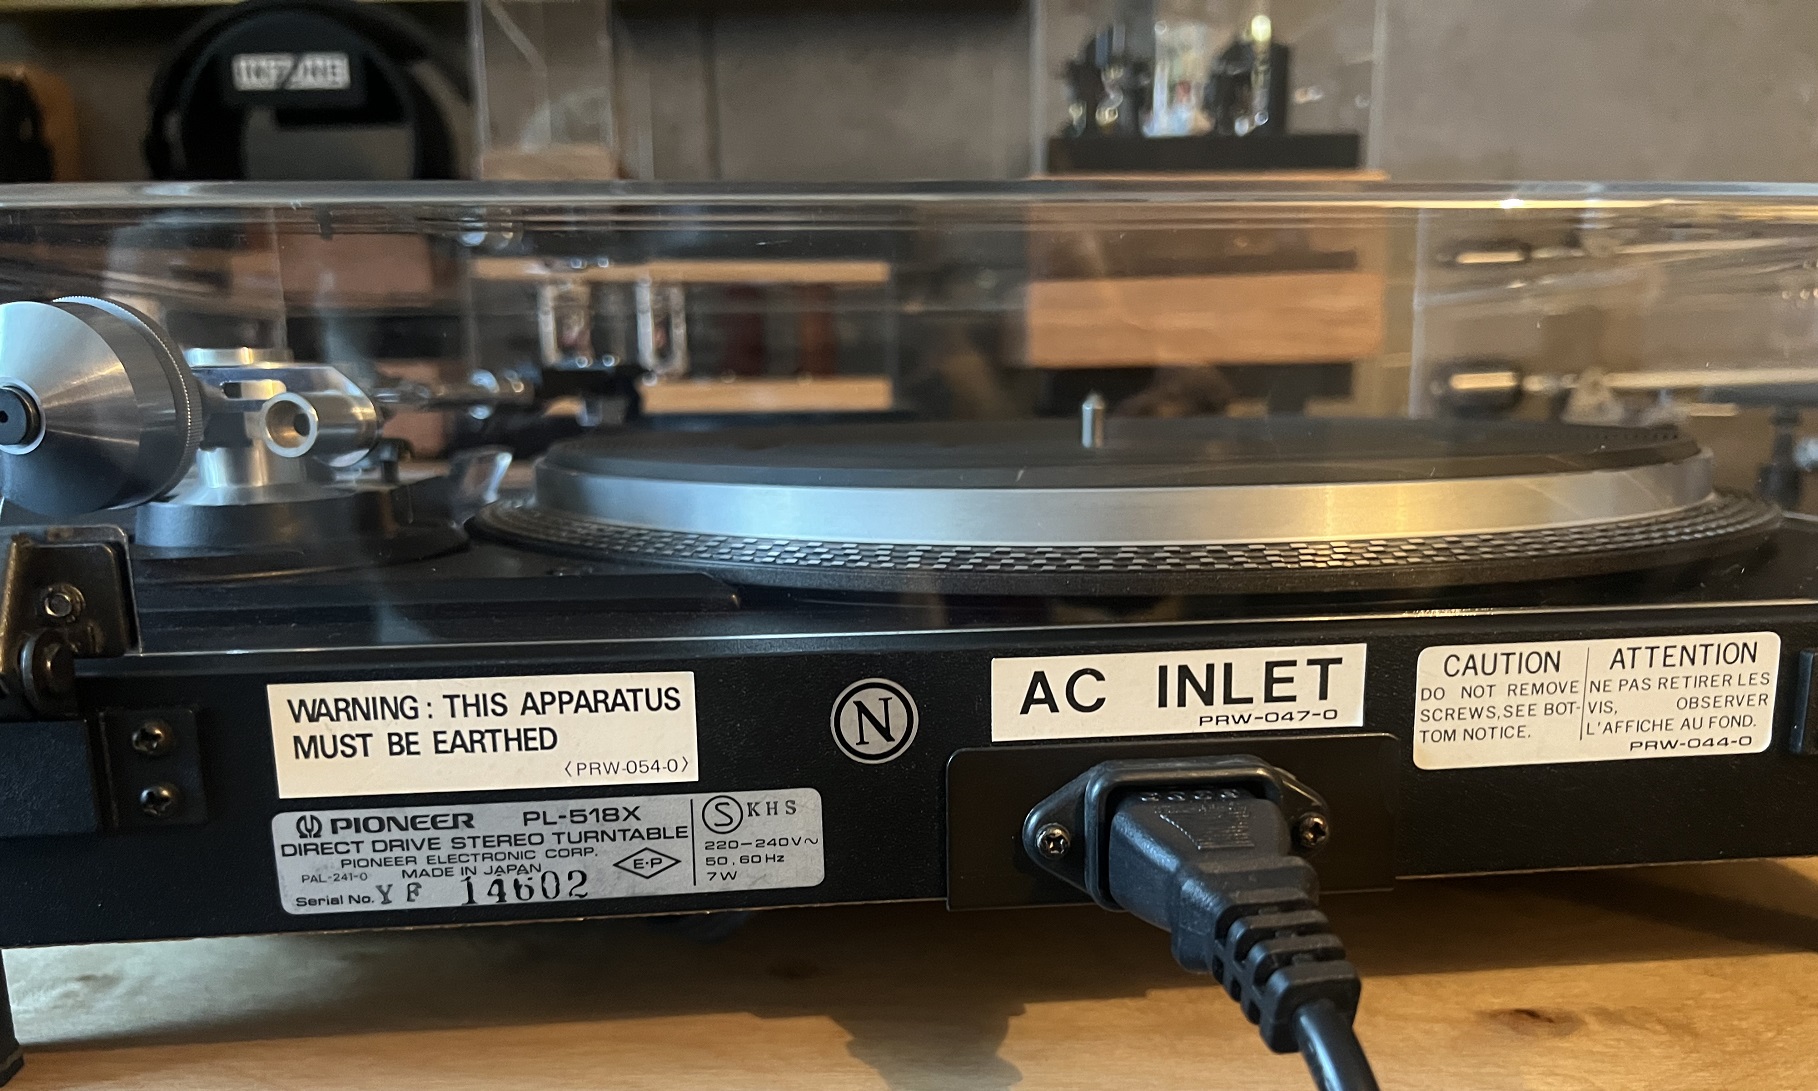 WARNING : THIS APPARATUS
MUST BE EARTHED
〈PRW-054-0〉
N
AC INLET
PRW-047-0
CAUTION
DO NOT REMOVE
SCREWS,SEE BOT-
TOM NOTICE.
ATTENTION
NE PAS RETIRER LES
VIS, OBSERVER
L'AFFICHE AU FOND.
PRW-044-0
PIONEER PL-518X
DIRECT DRIVE STEREO TURNTABLE
PIONEER ELECTRONIC CORP.
PAL-241-0 MADE IN JAPAN
Serial No. YF 14602
E·P
S KHS
220-240V~
50.60Hz
7W